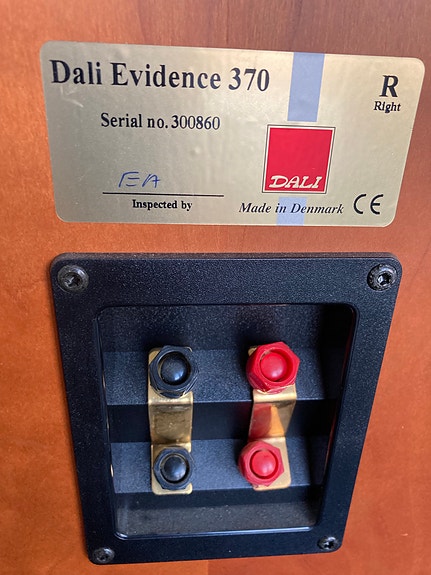 Dali Evidence 370
R
Right
Serial no. 300860
EA
DALI
Inspected by
Made in Denmark CE